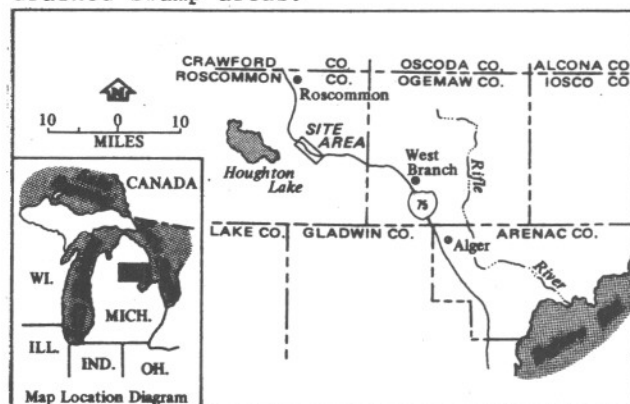 CRAWFORD CO. OSCODA CO. ALCONA CO.
ROSCOMMON CO. OGEMAW CO. IOSCO CO.
Roscommon
10 0 10
MILES
SITE AREA
Houghton Lake
West Branch
Rifle River
75
LAKE CO. GLADWIN CO. ARENAC CO.
Alger
CANADA
WI.
MICH.
ILL. IND. OH.
Map Location Diagram